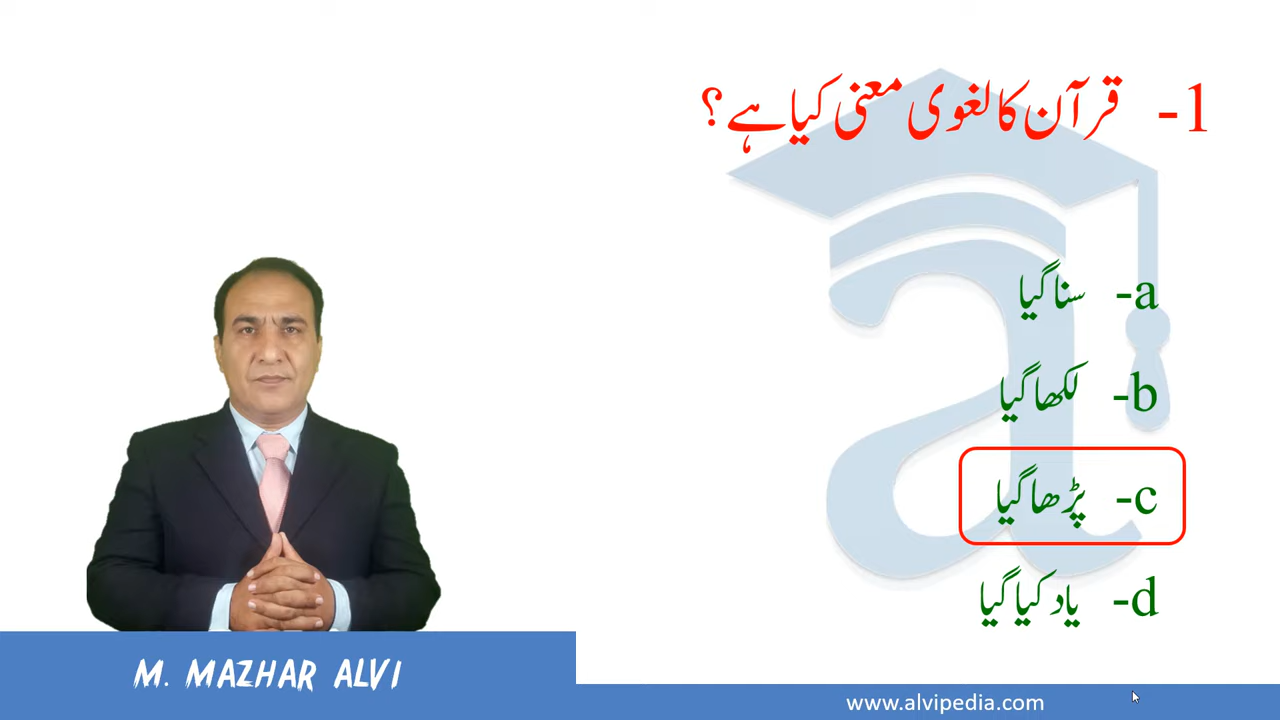 1- قرآن کا لغوی معنی کیا ہے؟
a- سنا گیا
b- لکھا گیا
c- پڑھا گیا
d- یاد کیا گیا
M. MAZHAR ALVI
www.alvipedia.com